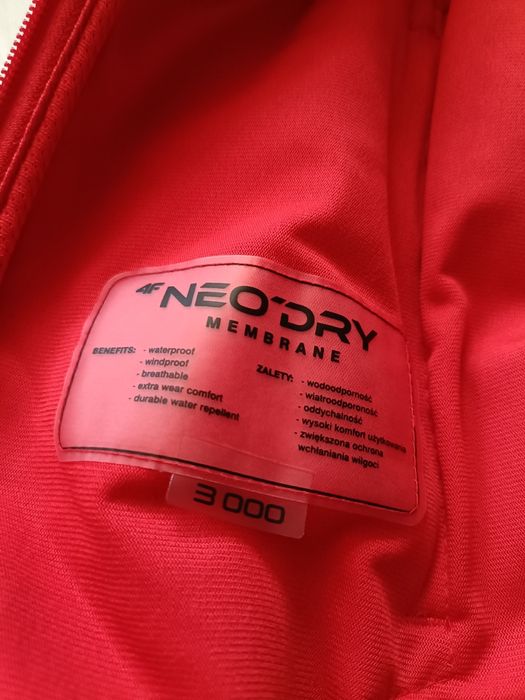 4F NEO'DRY
MEMBRANE
BENEFITS: - waterproof
- windproof
- breathable
- extra wear comfort
- durable water repellent
ZALETY: - wodoodporność
- wiatroodporoność
- oddychalność
- wysoki komfort użytkowania
- zwiększona ochrona
wchłaniania wilgoci
3 000